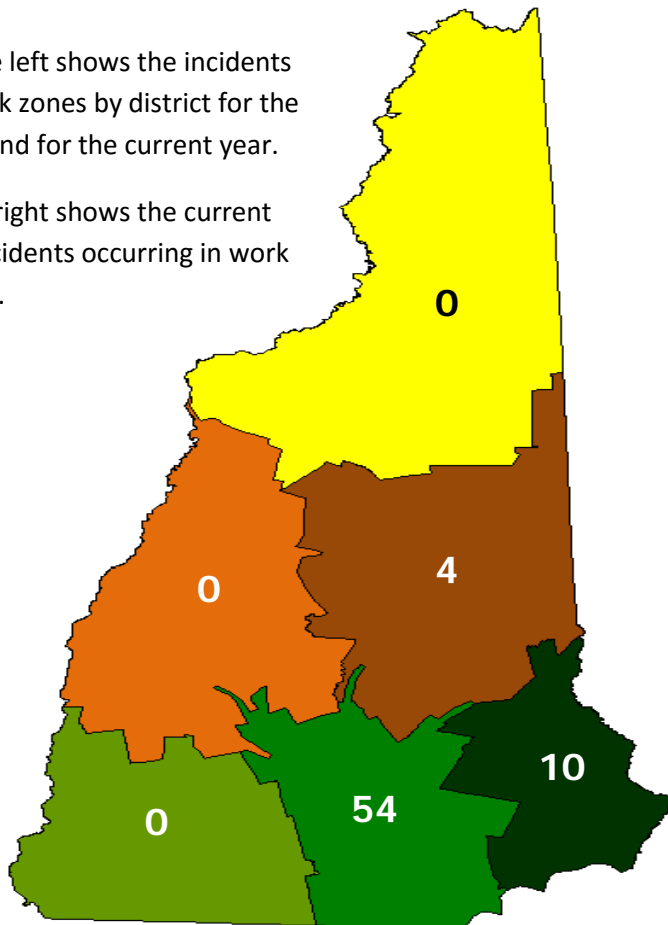 e left shows the incidents
k zones by district for the
nd for the current year.
right shows the current
cidents occurring in work
.
0
4
0
10
54
0